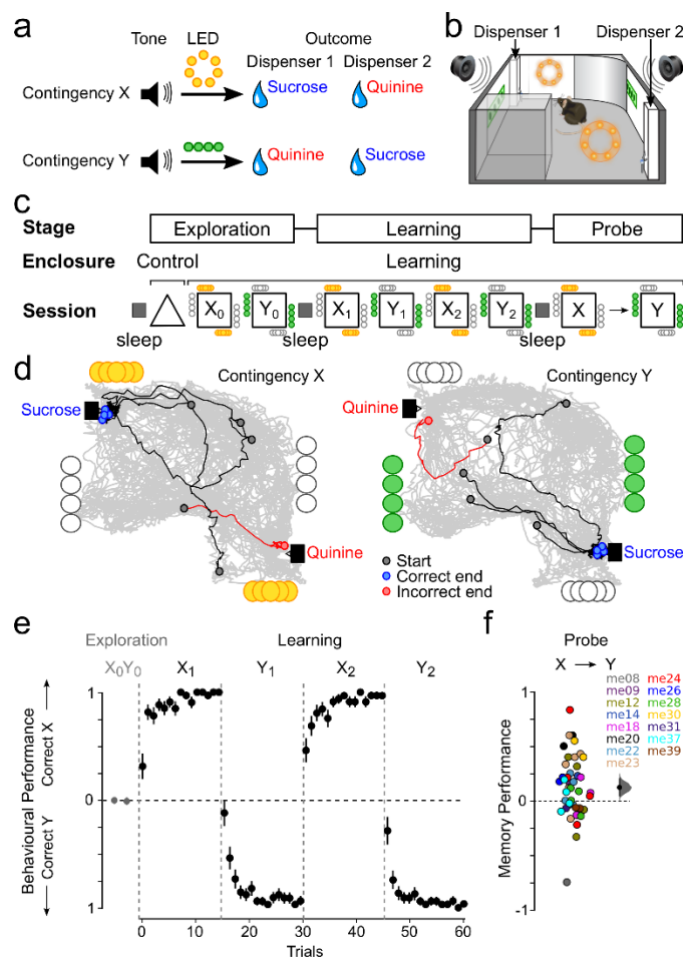 a
Tone LED Outcome
Dispenser 1 Dispenser 2
Contingency X Sucrose Quinine
Contingency Y Quinine Sucrose
b
Dispenser 1
Dispenser 2
c
Stage Exploration Learning Probe
Enclosure Control Learning
Session X0 Y0 X1 Y1 X2 Y2 X Y
sleep sleep sleep
d
Contingency X
Sucrose
Quinine
Contingency Y
Quinine
Sucrose
Start
Correct end
Incorrect end
e
Exploration Learning
X0Y0 X1 Y1 X2 Y2
Behavioural Performance
Correct Y Correct X
1
0
1
0 20 40 60
Trials
f
Probe
X → Y
me08 me24
me09 me26
me12 me28
me14 me30
me18 me31
me20 me37
me22 me39
me23
Memory Performance
1
0
-1